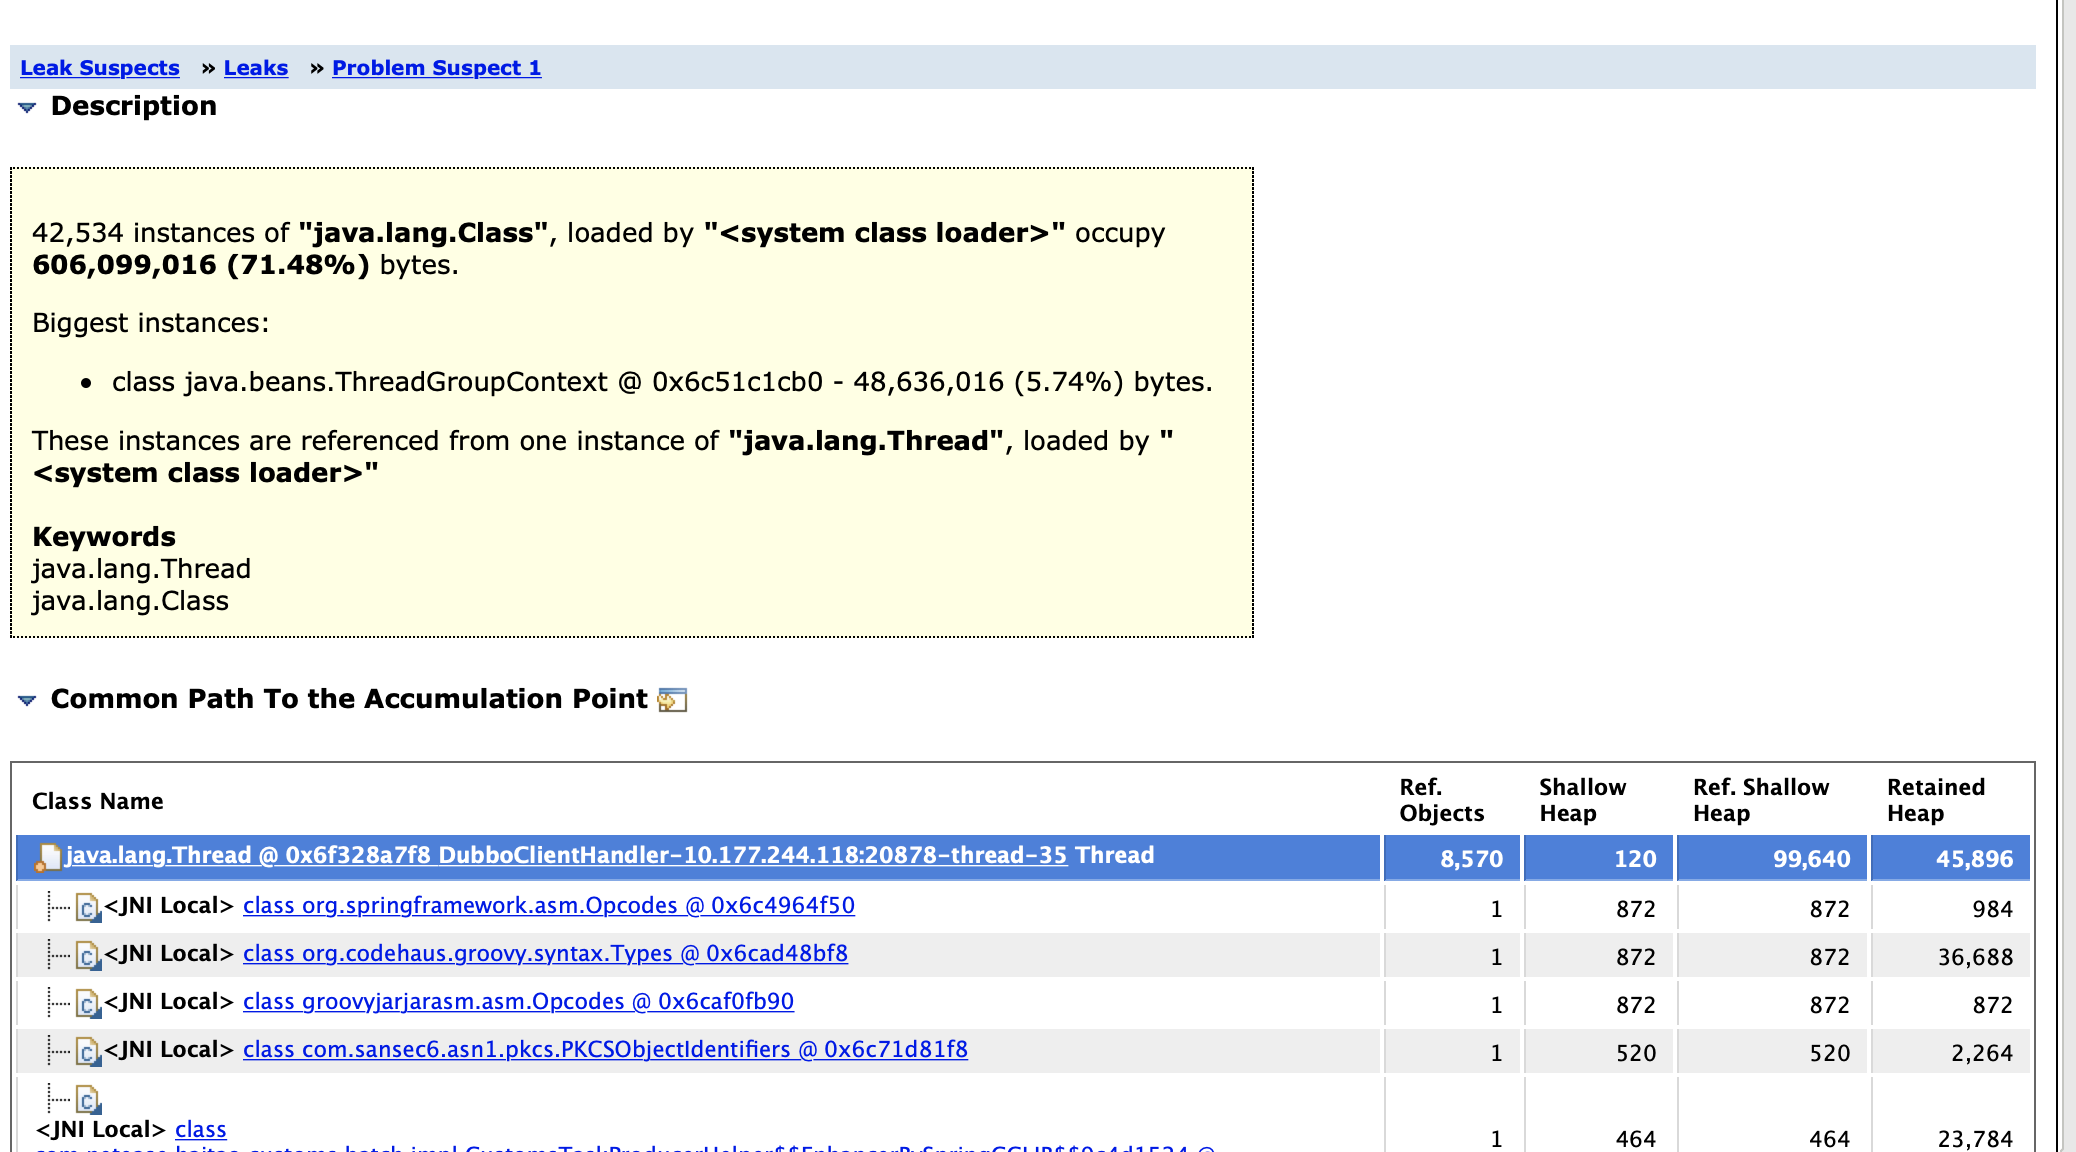 Leak Suspects » Leaks » Problem Suspect 1
Description
42,534 instances of "java.lang.Class", loaded by "<system class loader>" occupy
606,099,016 (71.48%) bytes.
Biggest instances:
• class java.beans.ThreadGroupContext @ 0x6c51c1cb0 - 48,636,016 (5.74%) bytes.
These instances are referenced from one instance of "java.lang.Thread", loaded by "
<system class loader>"
Keywords
java.lang.Thread
java.lang.Class
Common Path To the Accumulation Point
Class Name Ref. Objects Shallow Heap Ref. Shallow Heap Retained Heap
java.lang.Thread @ 0x6f328a7f8 DubboClientHandler-10.177.244.118:20878-thread-35 Thread 8,570 120 99,640 45,896
<JNI Local> class org.springframework.asm.Opcodes @ 0x6c4964f50 1 872 872 984
<JNI Local> class org.codehaus.groovy.syntax.Types @ 0x6cad48bf8 1 872 872 36,688
<JNI Local> class groovyjarjarasm.asm.Opcodes @ 0x6caf0fb90 1 872 872 872
<JNI Local> class com.sansec6.asn1.pkcs.PKCSObjectIdentifiers @ 0x6c71d81f8 1 520 520 2,264
<JNI Local> class 1 464 464 23,784